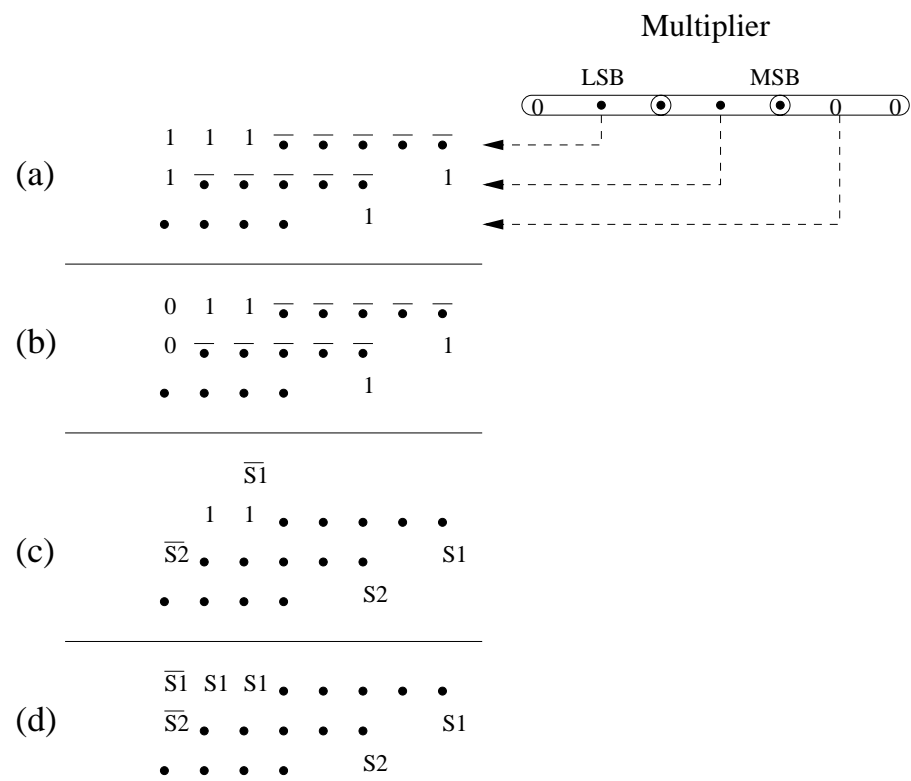 Multiplier
LSB MSB
0 0 0
1 1 1
(a)
1 1
1
0 1 1
(b)
0 1
1
S̅1̅
1 1
(c)
S̅2̅ S1
S2
S̅1̅ S1 S1
(d)
S̅2̅ S1
S2